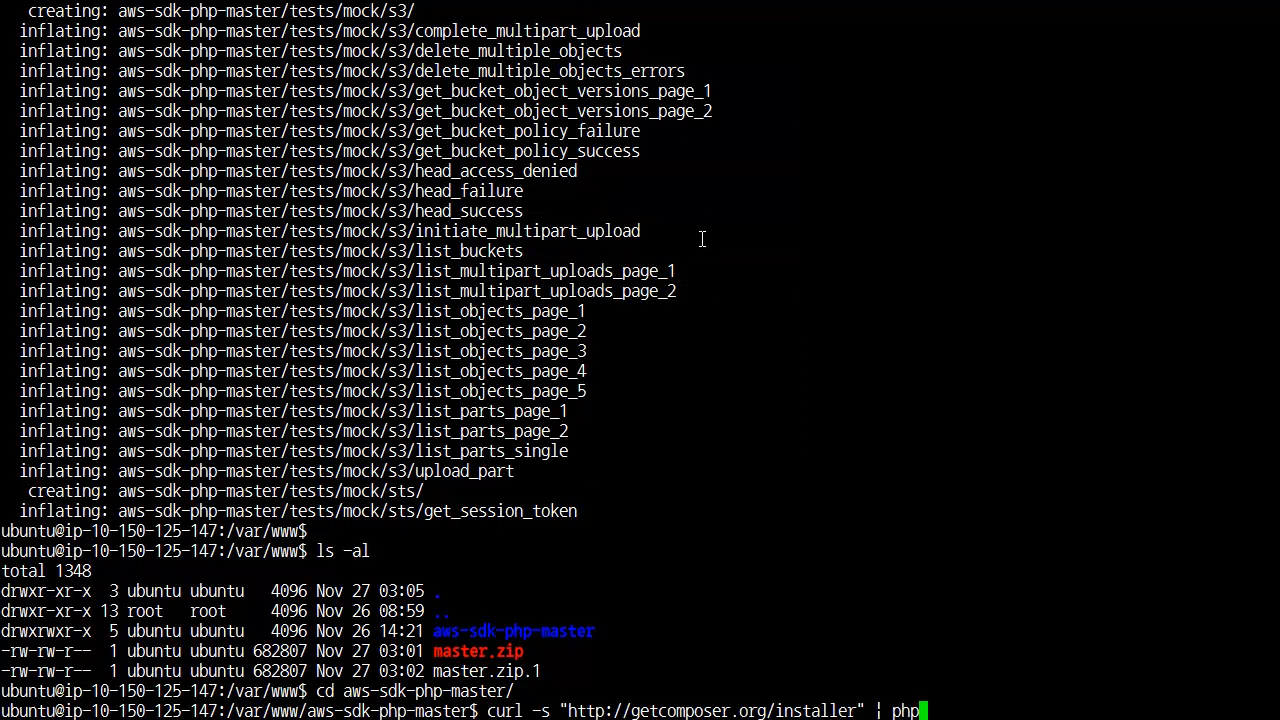 creating: aws-sdk-php-master/tests/mock/s3/
inflating: aws-sdk-php-master/tests/mock/s3/complete_multipart_upload
inflating: aws-sdk-php-master/tests/mock/s3/delete_multiple_objects
inflating: aws-sdk-php-master/tests/mock/s3/delete_multiple_objects_errors
inflating: aws-sdk-php-master/tests/mock/s3/get_bucket_object_versions_page_1
inflating: aws-sdk-php-master/tests/mock/s3/get_bucket_object_versions_page_2
inflating: aws-sdk-php-master/tests/mock/s3/get_bucket_policy_failure
inflating: aws-sdk-php-master/tests/mock/s3/get_bucket_policy_success
inflating: aws-sdk-php-master/tests/mock/s3/head_access_denied
inflating: aws-sdk-php-master/tests/mock/s3/head_failure
inflating: aws-sdk-php-master/tests/mock/s3/head_success
inflating: aws-sdk-php-master/tests/mock/s3/initiate_multipart_upload
inflating: aws-sdk-php-master/tests/mock/s3/list_buckets
inflating: aws-sdk-php-master/tests/mock/s3/list_multipart_uploads_page_1
inflating: aws-sdk-php-master/tests/mock/s3/list_multipart_uploads_page_2
inflating: aws-sdk-php-master/tests/mock/s3/list_objects_page_1
inflating: aws-sdk-php-master/tests/mock/s3/list_objects_page_2
inflating: aws-sdk-php-master/tests/mock/s3/list_objects_page_3
inflating: aws-sdk-php-master/tests/mock/s3/list_objects_page_4
inflating: aws-sdk-php-master/tests/mock/s3/list_objects_page_5
inflating: aws-sdk-php-master/tests/mock/s3/list_parts_page_1
inflating: aws-sdk-php-master/tests/mock/s3/list_parts_page_2
inflating: aws-sdk-php-master/tests/mock/s3/list_parts_single
inflating: aws-sdk-php-master/tests/mock/s3/upload_part
creating: aws-sdk-php-master/tests/mock/sts/
inflating: aws-sdk-php-master/tests/mock/sts/get_session_token
ubuntu@ip-10-150-125-147:/var/www$
ubuntu@ip-10-150-125-147:/var/www$ ls -al
total 1348
drwxr-xr-x 3 ubuntu ubuntu 4096 Nov 27 03:05 .
drwxr-xr-x 13 root root 4096 Nov 26 08:59 ..
drwxrwxr-x 5 ubuntu ubuntu 4096 Nov 26 14:21 aws-sdk-php-master
-rw-rw-r-- 1 ubuntu ubuntu 682807 Nov 27 03:01 master.zip
-rw-rw-r-- 1 ubuntu ubuntu 682807 Nov 27 03:02 master.zip.1
ubuntu@ip-10-150-125-147:/var/www$ cd aws-sdk-php-master/
ubuntu@ip-10-150-125-147:/var/www/aws-sdk-php-master$ curl -s "http://getcomposer.org/installer" | php